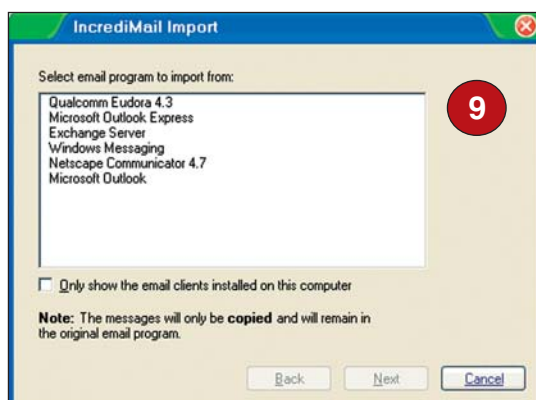 IncrediMail Import
Select email program to import from:
Qualcomm Eudora 4.3
Microsoft Outlook Express
Exchange Server
Windows Messaging
Netscape Communicator 4.7
Microsoft Outlook
9
Only show the email clients installed on this computer
Note: The messages will only be copied and will remain in
the original email program.
Back Next Cancel